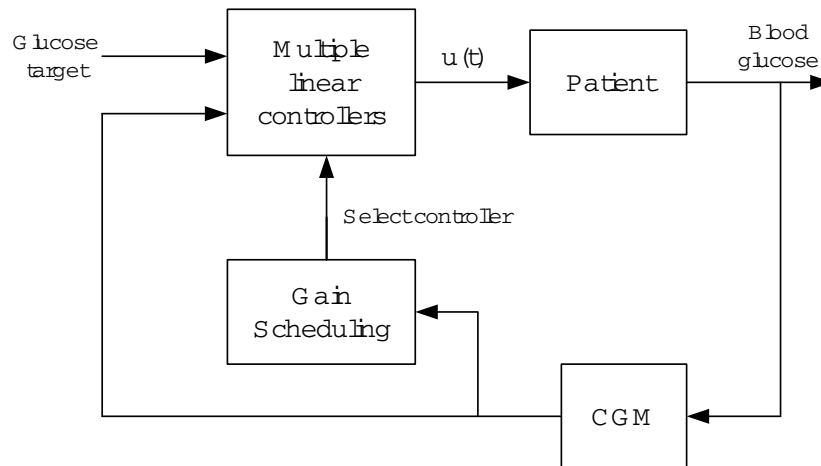 Glucose
target
Multiple
linear
controllers
u(t)
Patient
Blood
glucose
Select controller
Gain
Scheduling
CGM